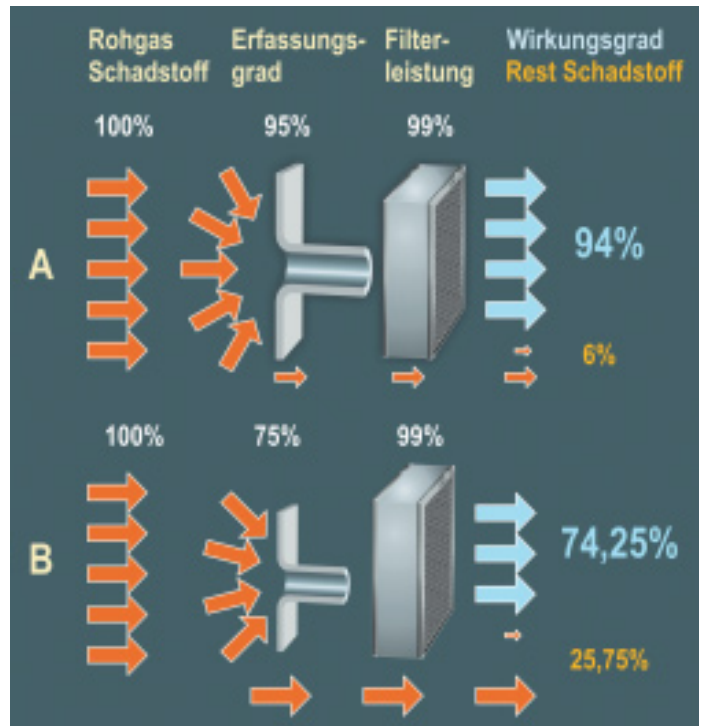 Rohgas
Schadstoff
Erfassungs-
grad
Filter-
leistung
Wirkungsgrad
Rest Schadstoff
100%
95%
99%
A
94%
6%
100%
75%
99%
B
74,25%
25,75%